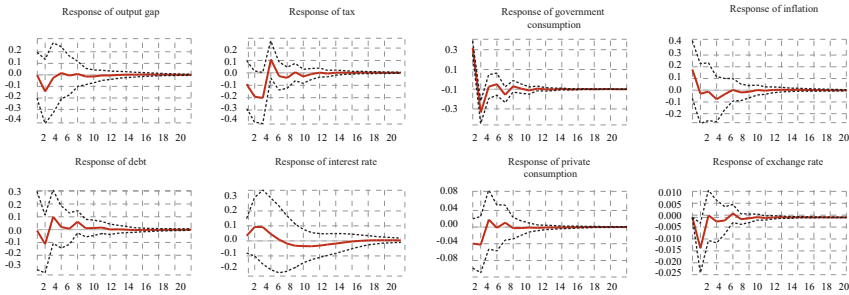 Response of output gap
0.2
0.1
0.0
-0.1
-0.2
-0.3
-0.4
2 4 6 8 10 12 14 16 18 20
Response of tax
0.2
0.1
0.0
-0.1
-0.2
-0.3
-0.4
2 4 6 8 10 12 14 16 18 20
Response of government
consumption
0.3
0.1
-0.1
-0.3
2 4 6 8 10 12 14 16 18 20
Response of inflation
0.4
0.3
0.2
0.1
0.0
-0.1
-0.2
2 4 6 8 10 12 14 16 18 20
Response of debt
0.3
0.2
0.1
0.0
-0.1
-0.2
-0.3
2 4 6 8 10 12 14 16 18 20
Response of interest rate
0.3
0.2
0.1
0.0
-0.1
-0.2
2 4 6 8 10 12 14 16 18 20
Response of private
consumption
0.08
0.04
-0.00
-0.04
-0.08
2 4 6 8 10 12 14 16 18 20
Response of exchange rate
0.010
0.005
0.000
-0.005
-0.010
-0.015
-0.020
-0.025
2 4 6 8 10 12 14 16 18 20